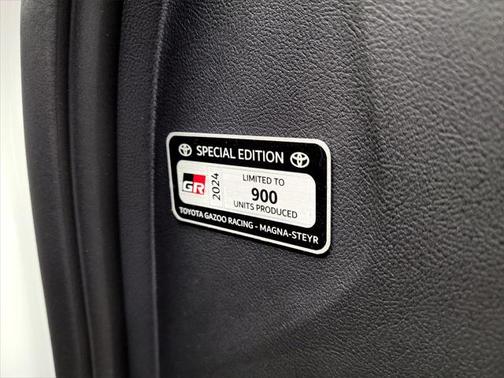 SPECIAL EDITION
GR
2024
LIMITED TO
900
UNITS PRODUCED
TOYOTA GAZOO RACING - MAGNA-STEYR